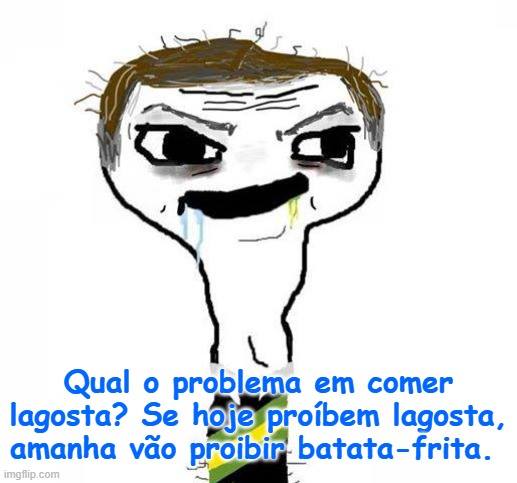 Qual o problema em comer
lagosta? Se hoje proíbem lagosta,
amanha vão proibir batata-frita.
imgflip.com